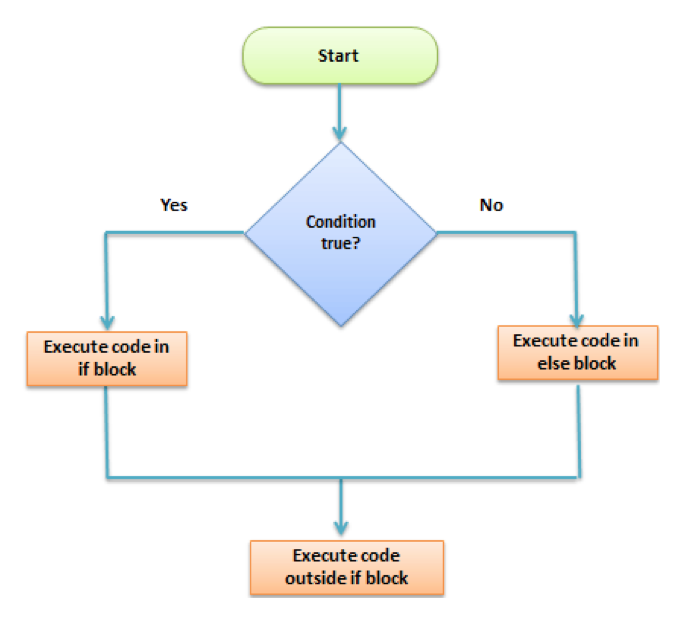 Start
Yes
No
Condition
true?
Execute code in
if block
Execute code in
else block
Execute code
outside if block